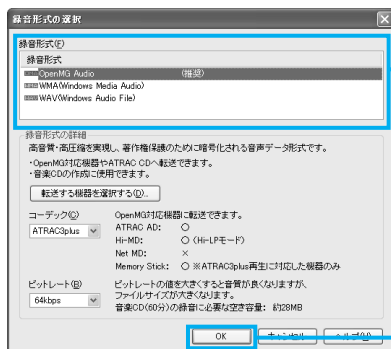 録音形式の選択
録音形式(F)
録音形式
OpenMG Audio (推奨)
WMA(Windows Media Audio)
WAV(Windows Audio File)
録音形式の詳細
高音質・高圧縮を実現し、著作権保護のために暗号化される音声データ形式です。
・OpenMG対応機器やATRAC CDへ転送できます。
・音楽CDの作成に使用できます。
転送する機器を選択する(D)...
コーデック(C)
OpenMG対応機器に転送できます。
ATRAC3plus
ATRAC AD: ○
Hi-MD: ○ (Hi-LPモード)
Net MD: ×
Memory Stick: ○ ※ATRAC3plus再生に対応した機器のみ
ビットレート(B)
ビットレートの値を大きくすると音質が良くなりますが、
ファイルサイズが大きくなります。
64kbps
音楽CD(60分)の録音に必要な空き容量: 約28MB
OK
キャンセル
ヘルプ(H)